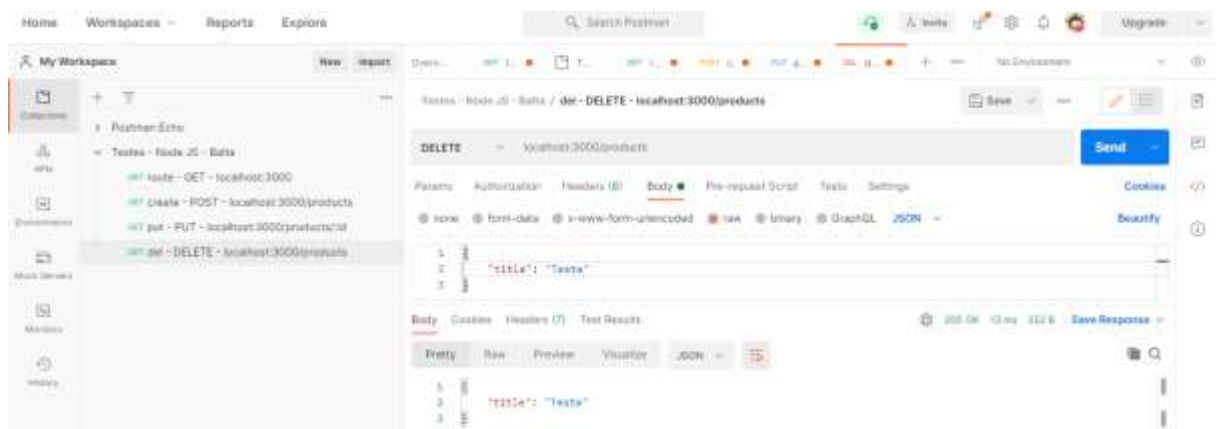 Home Workspaces Reports Explore Search Postman Invite Upgrade
My Workspace New Import No Environment
Testes - Node JS - Balta / del - DELETE - localhost:3000/products Save
Collections
Postman Echo
APIs
Testes - Node JS - Balta
DELETE localhost:3000/products Send
route - GET - localhost:3000
Params Authorization Headers (8) Body Pre-request Script Tests Settings Cookies
create - POST - localhost:3000/products
Environments
none form-data x-www-form-urlencoded raw binary GraphQL JSON Beautify
put - PUT - localhost:3000/products/id
del - DELETE - localhost:3000/products
1 {
Mock Servers
2 "title": "Teste"
3 }
Monitors
Body Cookies Headers (7) Test Results 200 OK 13 ms Save Response
Pretty Raw Preview Visualize JSON
History
1 {
2 "title": "Teste"
3 }